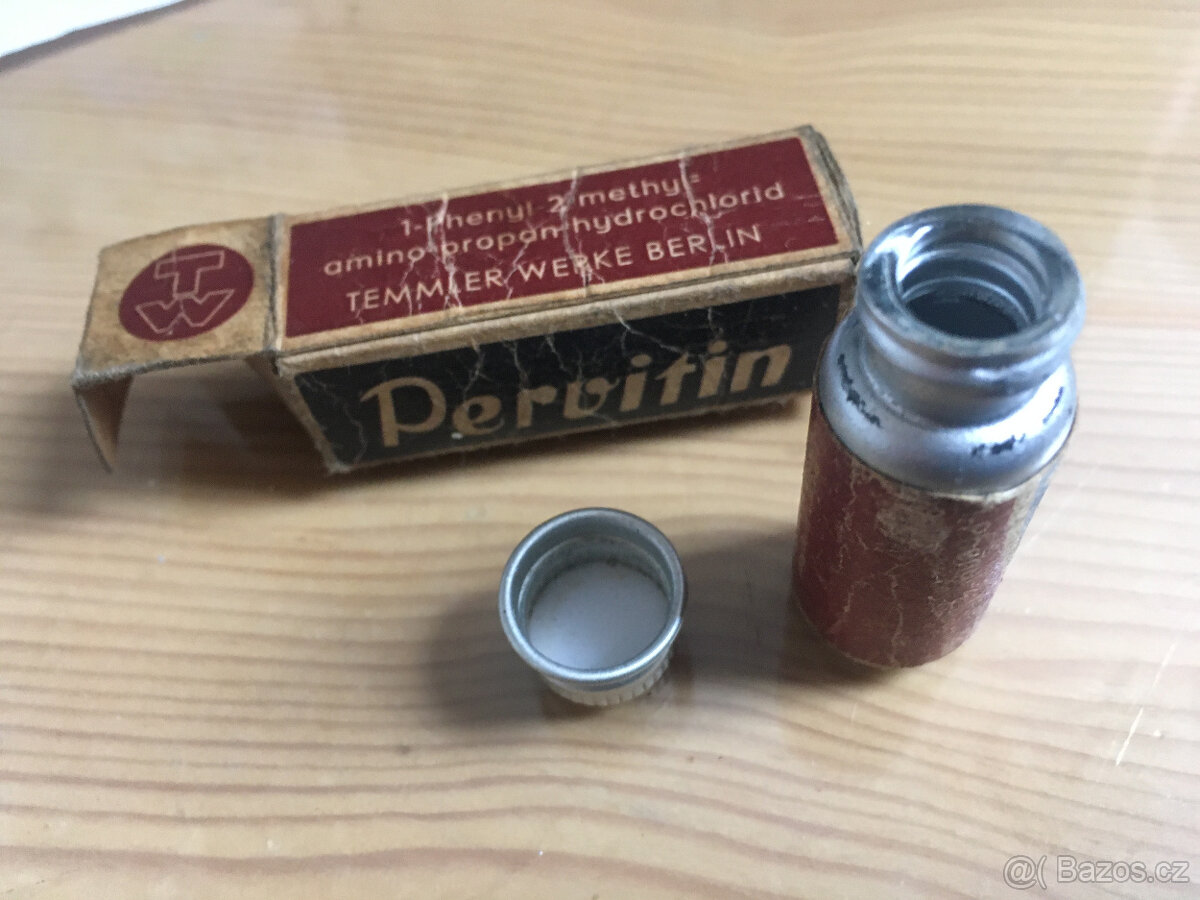 TW
1-Phenyl-2-methyl=
amino-propan-hydrochlorid
TEMMLER WERKE BERLIN
Pervitin
@( Bazos.cz